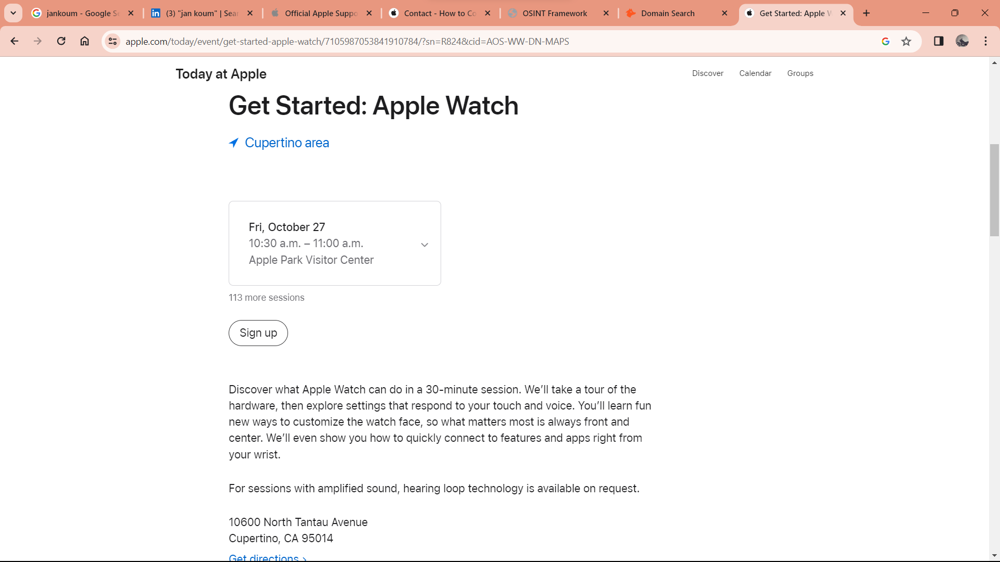 jankoum - Google Se
(3) "jan koum" | Sear
Official Apple Suppo
Contact - How to Co
OSINT Framework
Domain Search
Get Started: Apple W
apple.com/today/event/get-started-apple-watch/7105987053841910784/?sn=R824&cid=AOS-WW-DN-MAPS
Today at Apple
Discover
Calendar
Groups
Get Started: Apple Watch
Cupertino area
Fri, October 27
10:30 a.m. – 11:00 a.m.
Apple Park Visitor Center
113 more sessions
Sign up
Discover what Apple Watch can do in a 30-minute session. We’ll take a tour of the
hardware, then explore settings that respond to your touch and voice. You’ll learn fun
new ways to customize the watch face, so what matters most is always front and
center. We’ll even show you how to quickly connect to features and apps right from
your wrist.
For sessions with amplified sound, hearing loop technology is available on request.
10600 North Tantau Avenue
Cupertino, CA 95014
Get directions ›